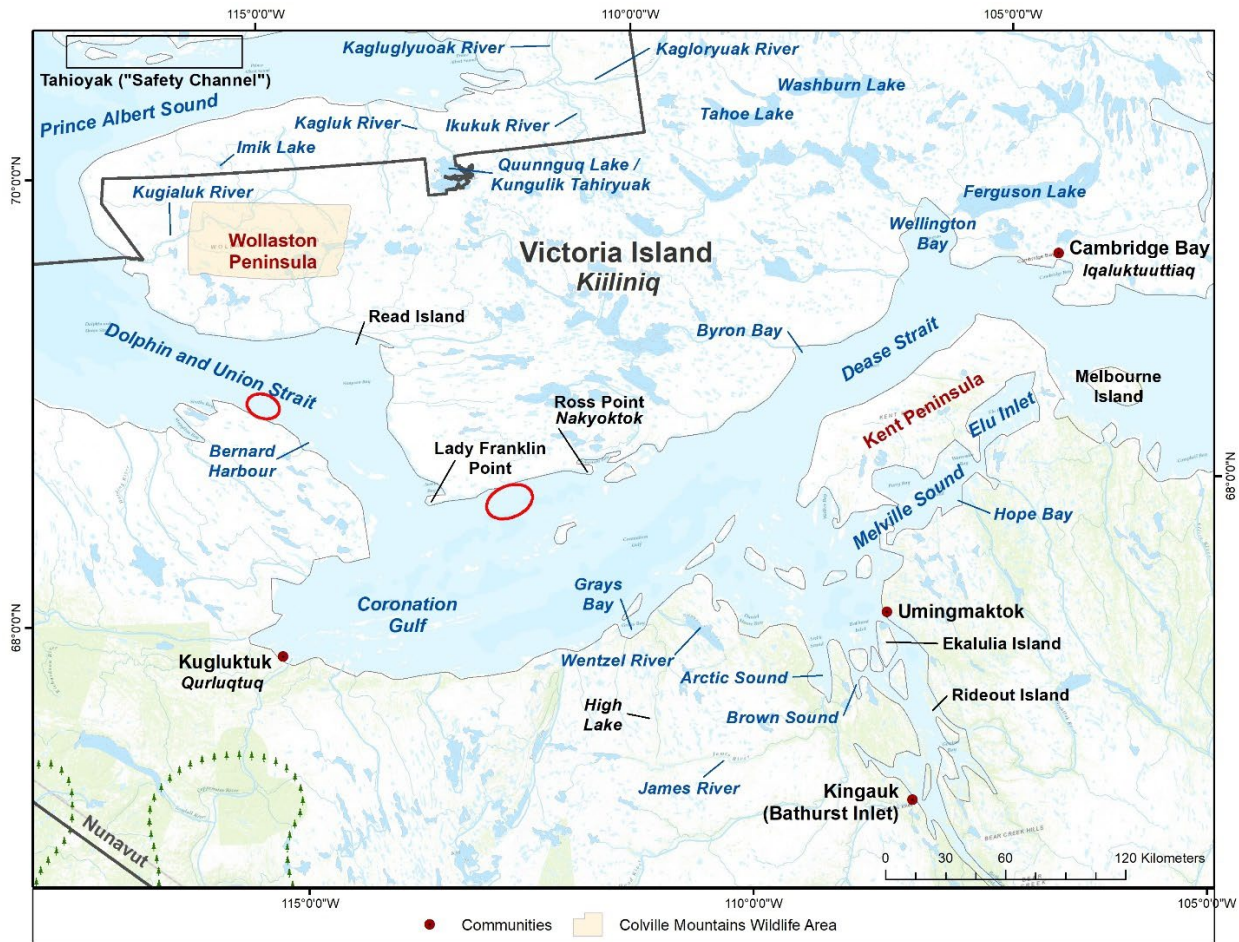 115°0'0"W
110°0'0"W
105°0'0"W
Tahioyak ("Safety Channel")
Kagluglyuoak River
Kagloryuak River
Prince Albert Sound
Washburn Lake
Tahoe Lake
Kagluk River
Ikukuk River
Imik Lake
Quunnguq Lake /
Kungulik Tahiryuak
70°0'0"N
Kugialuk River
Ferguson Lake
Wollaston
Peninsula
Wellington
Bay
Victoria Island
Kiiliniq
Cambridge Bay
Iqaluktuuttiaq
Read Island
Byron Bay
Dolphin and Union Strait
Dease Strait
Melbourne
Island
Kent Peninsula
Elu Inlet
Ross Point
Nakyoktok
Bernard
Harbour
Lady Franklin
Point
68°0'0"N
Melville Sound
Hope Bay
Coronation
Gulf
Grays
Bay
Umingmaktok
68°0'0"N
Ekalulia Island
Kugluktuk
Qurluqtuq
Wentzel River
Arctic Sound
Rideout Island
High
Lake
Brown Sound
James River
Kingauk
(Bathurst Inlet)
Nunavut
BEAR CREEK HILLS
0 30 60 120 Kilometers
115°0'0"W
110°0'0"W
105°0'0"W
Communities
Colville Mountains Wildlife Area